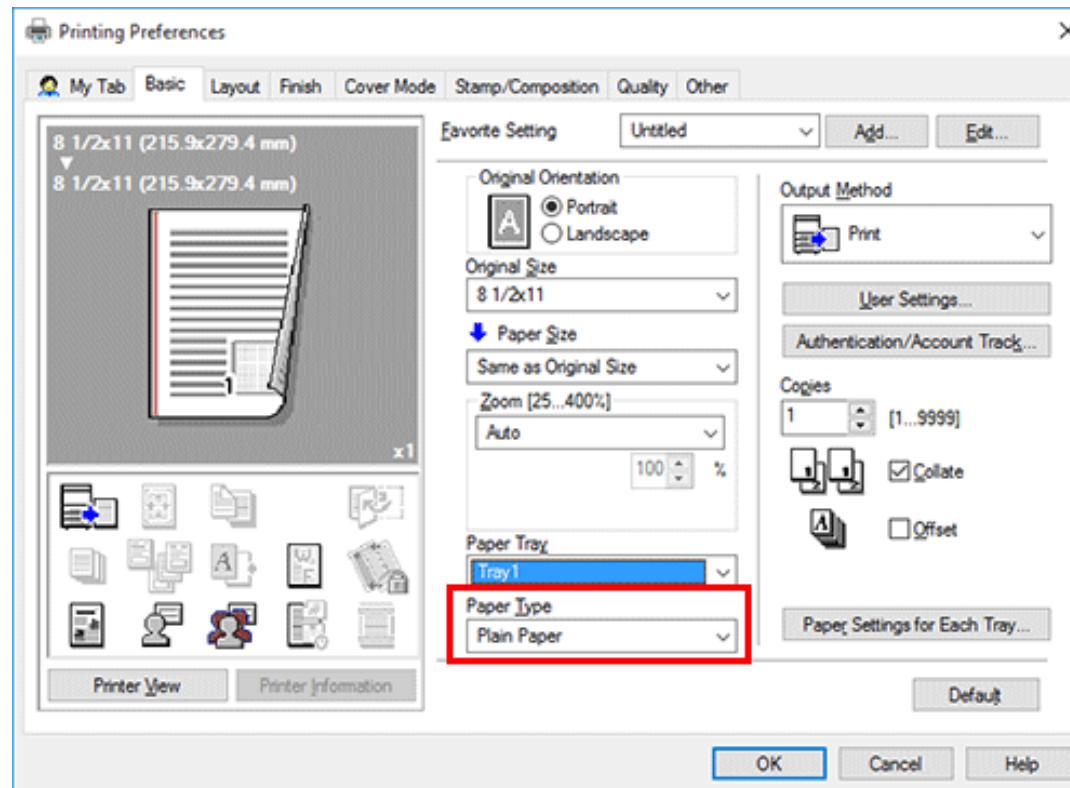 Printing Preferences
My Tab Basic Layout Finish Cover Mode Stamp/Composition Quality Other
8 1/2x11 (215.9x279.4 mm)
8 1/2x11 (215.9x279.4 mm)
1
x1
Printer View Printer Information
Favorite Setting Untitled Add... Edit...
Original Orientation
A
Portrait
Landscape
Original Size
8 1/2x11
Paper Size
Same as Original Size
Zoom [25...400%]
Auto
100 %
Paper Tray
Tray1
Paper Type
Plain Paper
Output Method
Print
User Settings...
Authentication/Account Track...
Copies
1 [1...9999]
Collate
Offset
Paper Settings for Each Tray...
Default
OK Cancel Help